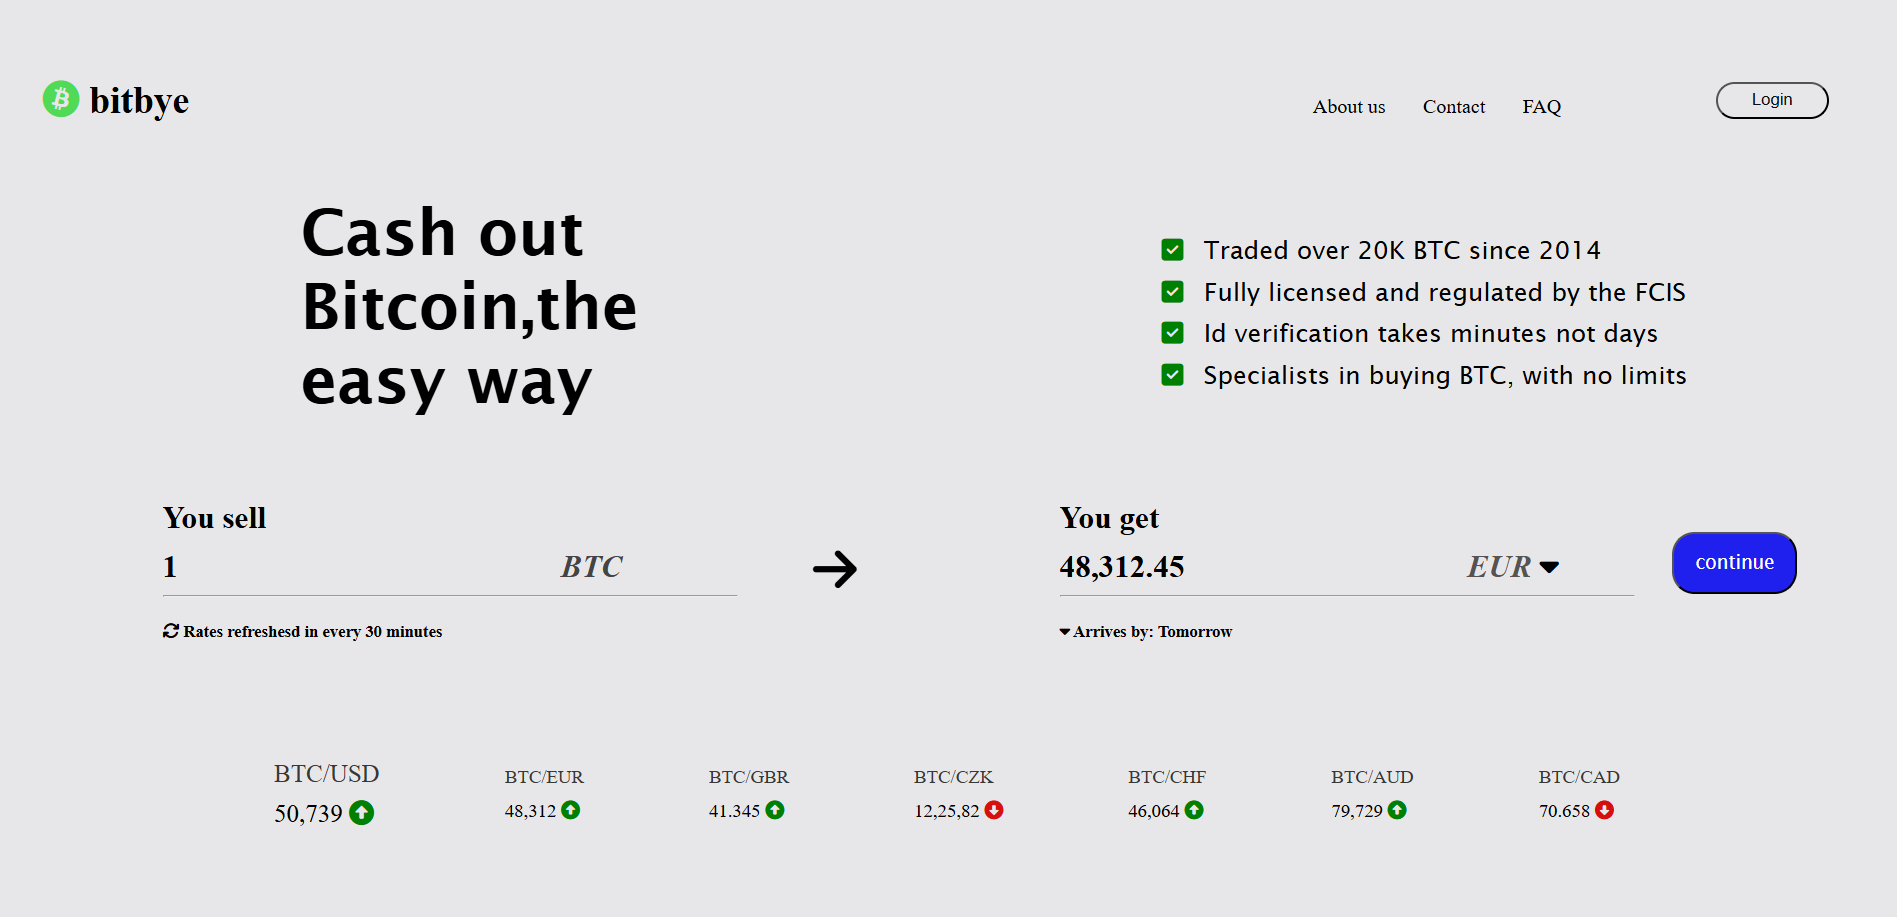 bitbye
About us Contact FAQ Login
Cash out
Bitcoin,the
easy way
Traded over 20K BTC since 2014
Fully licensed and regulated by the FCIS
Id verification takes minutes not days
Specialists in buying BTC, with no limits
You sell
1 BTC
Rates refreshesd in every 30 minutes
You get
48,312.45 EUR
continue
Arrives by: Tomorrow
BTC/USD BTC/EUR BTC/GBR BTC/CZK BTC/CHF BTC/AUD BTC/CAD
50,739 48,312 41.345 12,25,82 46,064 79,729 70.658